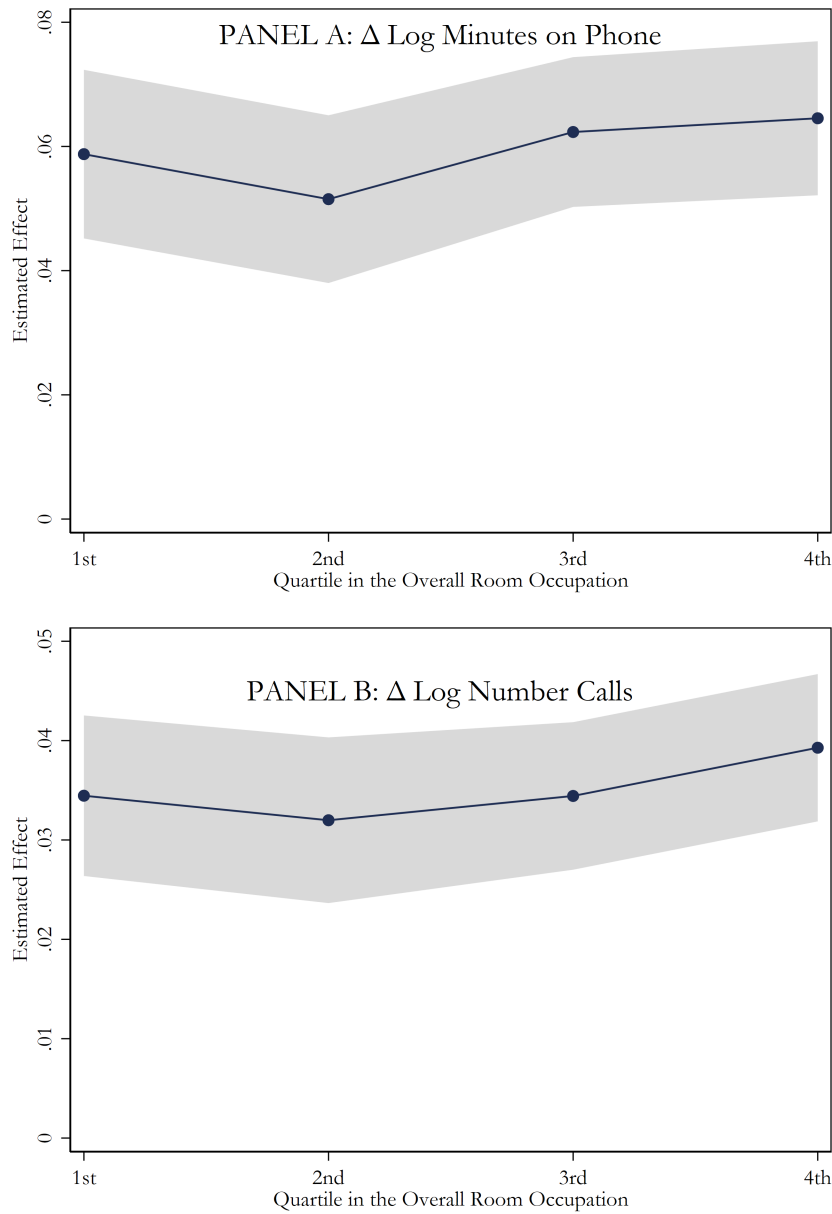 PANEL A: Δ Log Minutes on Phone
Estimated Effect
.08
.06
.04
.02
0
1st 2nd 3rd 4th
Quartile in the Overall Room Occupation
PANEL B: Δ Log Number Calls
Estimated Effect
.05
.04
.03
.02
.01
0
1st 2nd 3rd 4th
Quartile in the Overall Room Occupation